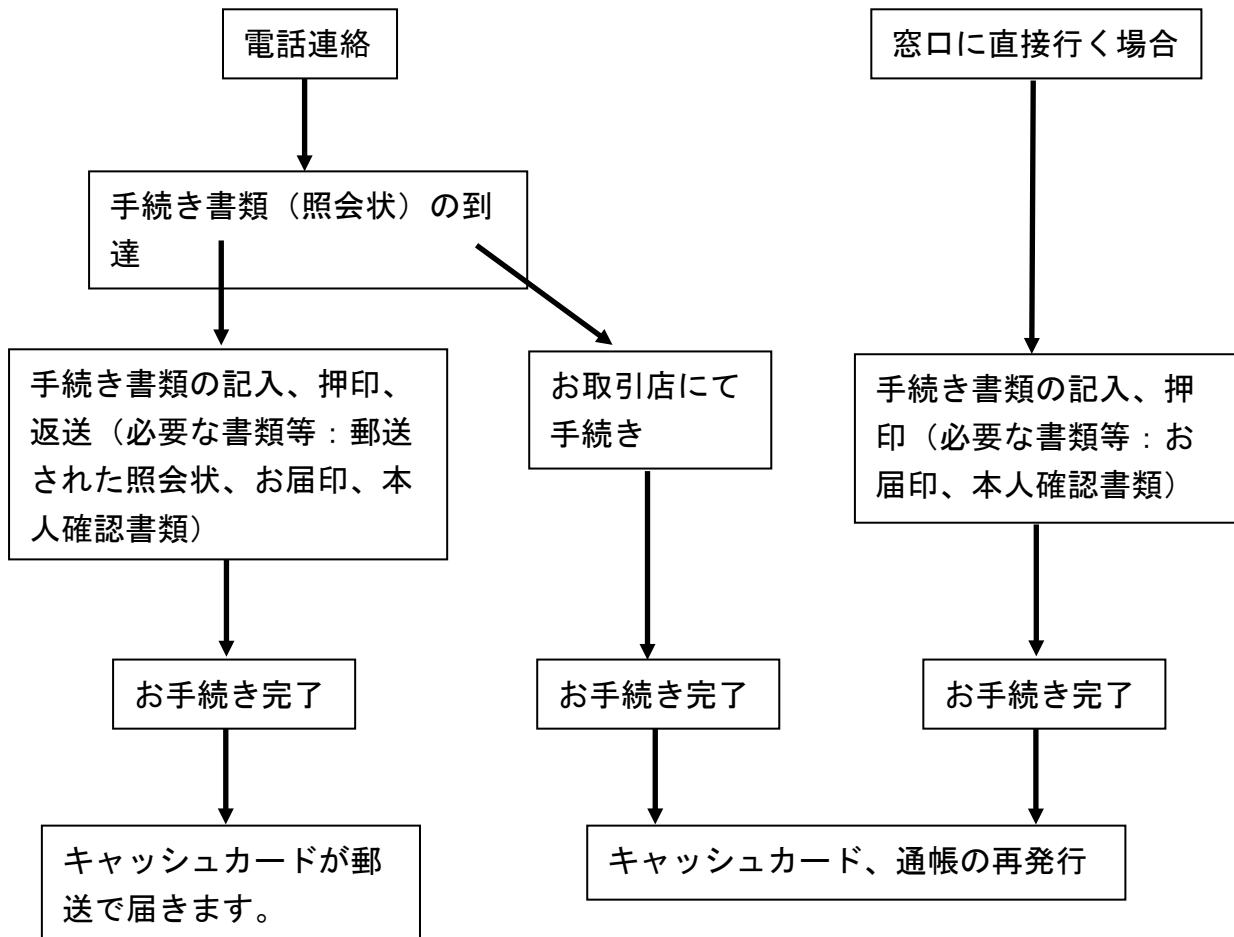 電話連絡
窓口に直接行く場合
手続き書類（照会状）の到
達
手続き書類の記入、押印、
返送（必要な書類等：郵送
された照会状、お届印、本
人確認書類）
お取引店にて
手続き
手続き書類の記入、押
印（必要な書類等：お
届印、本人確認書類）
お手続き完了
お手続き完了
お手続き完了
キャッシュカードが郵
送で届きます。
キャッシュカード、通帳の再発行